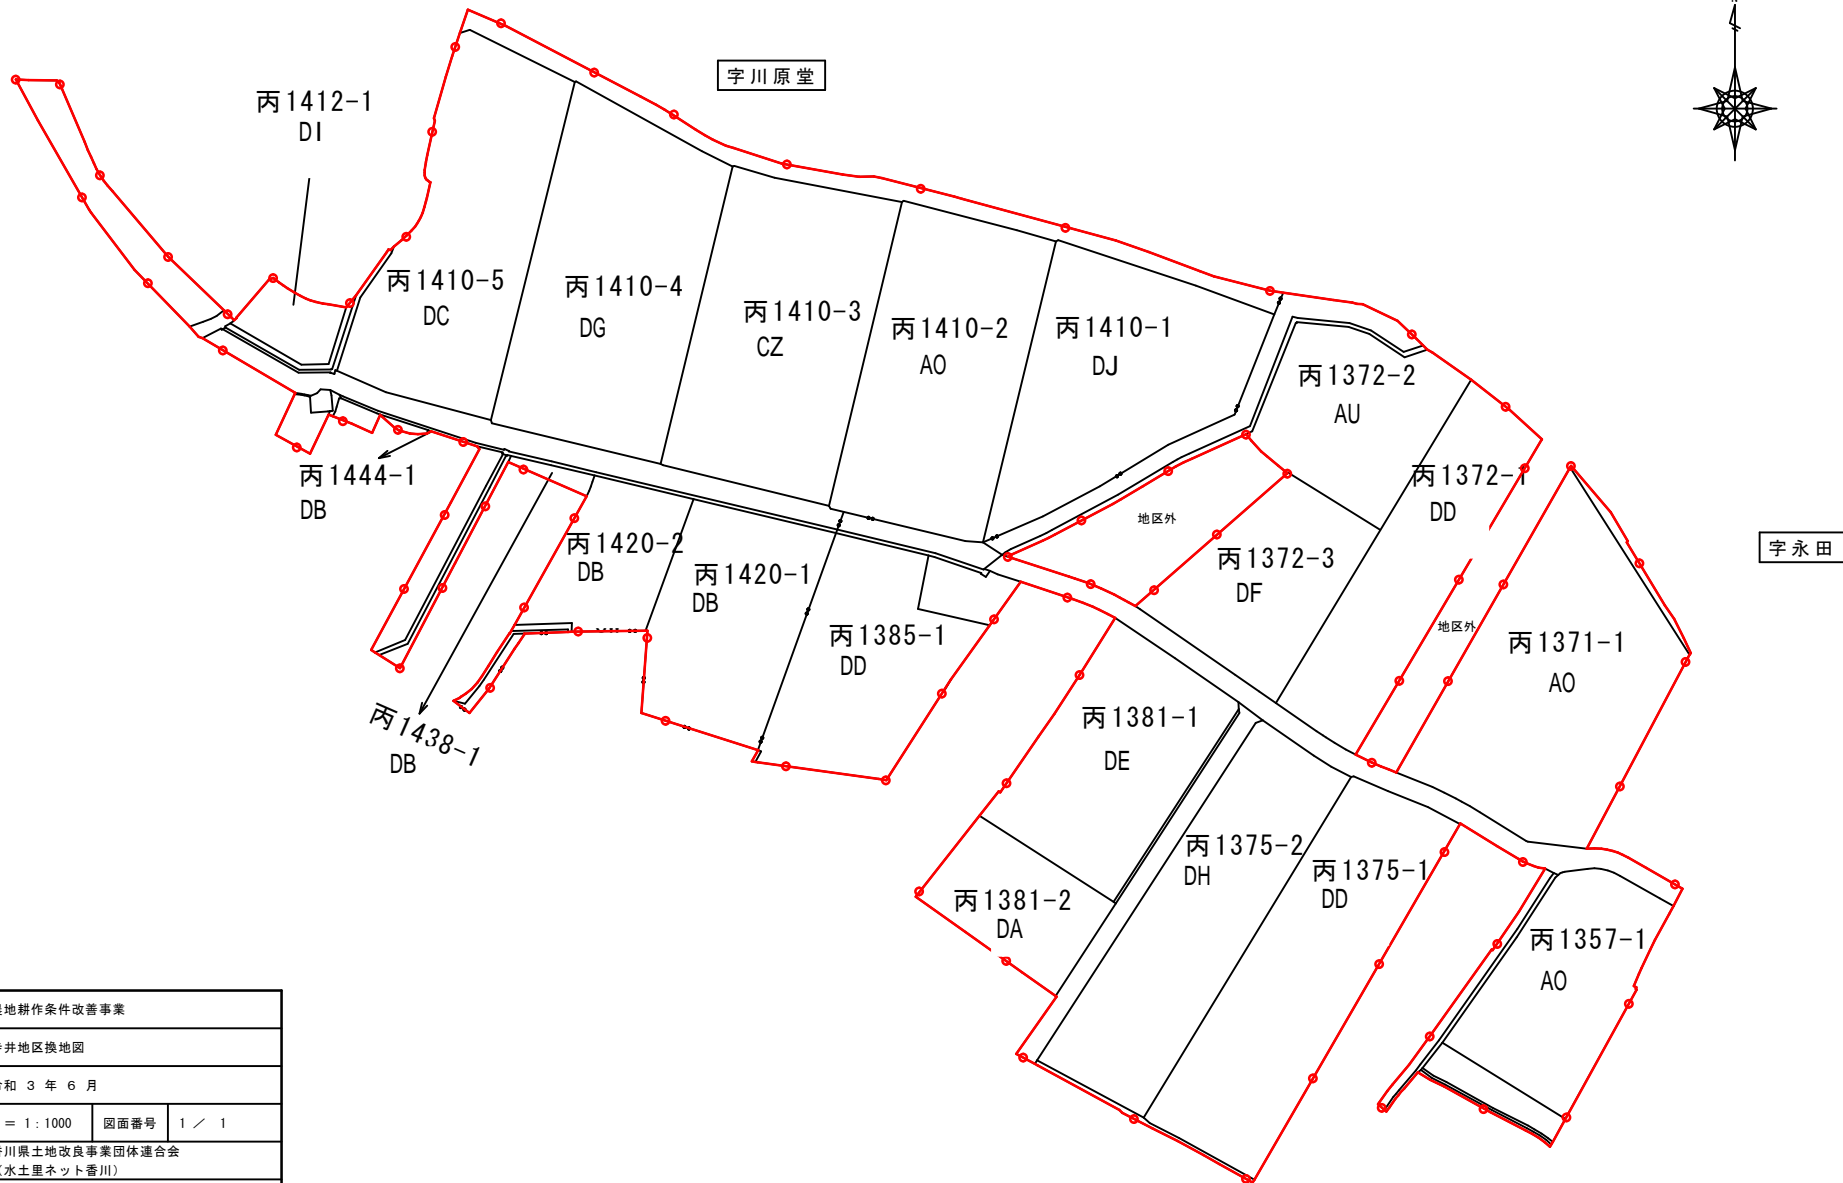 字川原堂
丙1412-1
DI
丙1410-5
DC
丙1410-4
DG
丙1410-3
CZ
丙1410-2
AO
丙1410-1
DJ
丙1372-2
AU
丙1372-1
DD
丙1444-1
DB
地区外
丙1372-3
DF
字永田
丙1420-2
DB
丙1420-1
DB
丙1385-1
DD
地区外
丙1371-1
AO
丙1438-1
DB
丙1381-1
DE
丙1375-2
DH
丙1375-1
DD
丙1381-2
DA
丙1357-1
AO
地耕作条件改善事業
井地区換地図
和 3 年 6 月
= 1:1000 図面番号 1 / 1
川県土地改良事業団体連合会
(水土里ネット香川)